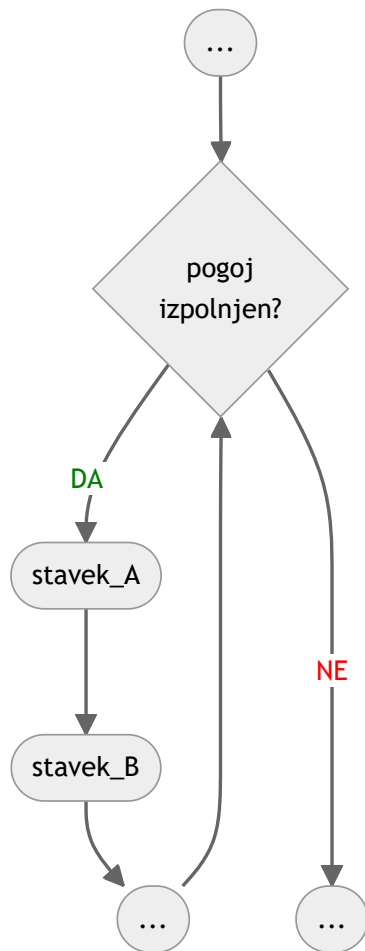 ...
pogoj
izpolnjen?
DA
stavek_A
NE
stavek_B
...
...